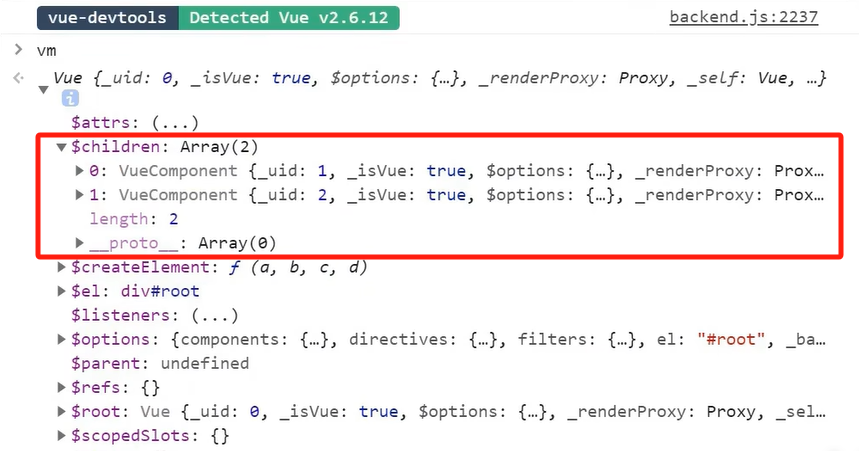 vue-devtools Detected Vue v2.6.12 backend.js:2237
vm
Vue {_uid: 0, _isVue: true, $options: {…}, _renderProxy: Proxy, _self: Vue, …}
i
$attrs: (...)
$children: Array(2)
0: VueComponent {_uid: 1, _isVue: true, $options: {…}, _renderProxy: Prox…
1: VueComponent {_uid: 2, _isVue: true, $options: {…}, _renderProxy: Prox…
length: 2
__proto__: Array(0)
$createElement: ƒ (a, b, c, d)
$el: div#root
$listeners: (...)
$options: {components: {…}, directives: {…}, filters: {…}, el: "#root", _ba…
$parent: undefined
$refs: {}
$root: Vue {_uid: 0, _isVue: true, $options: {…}, _renderProxy: Proxy, _sel…
$scopedSlots: {}